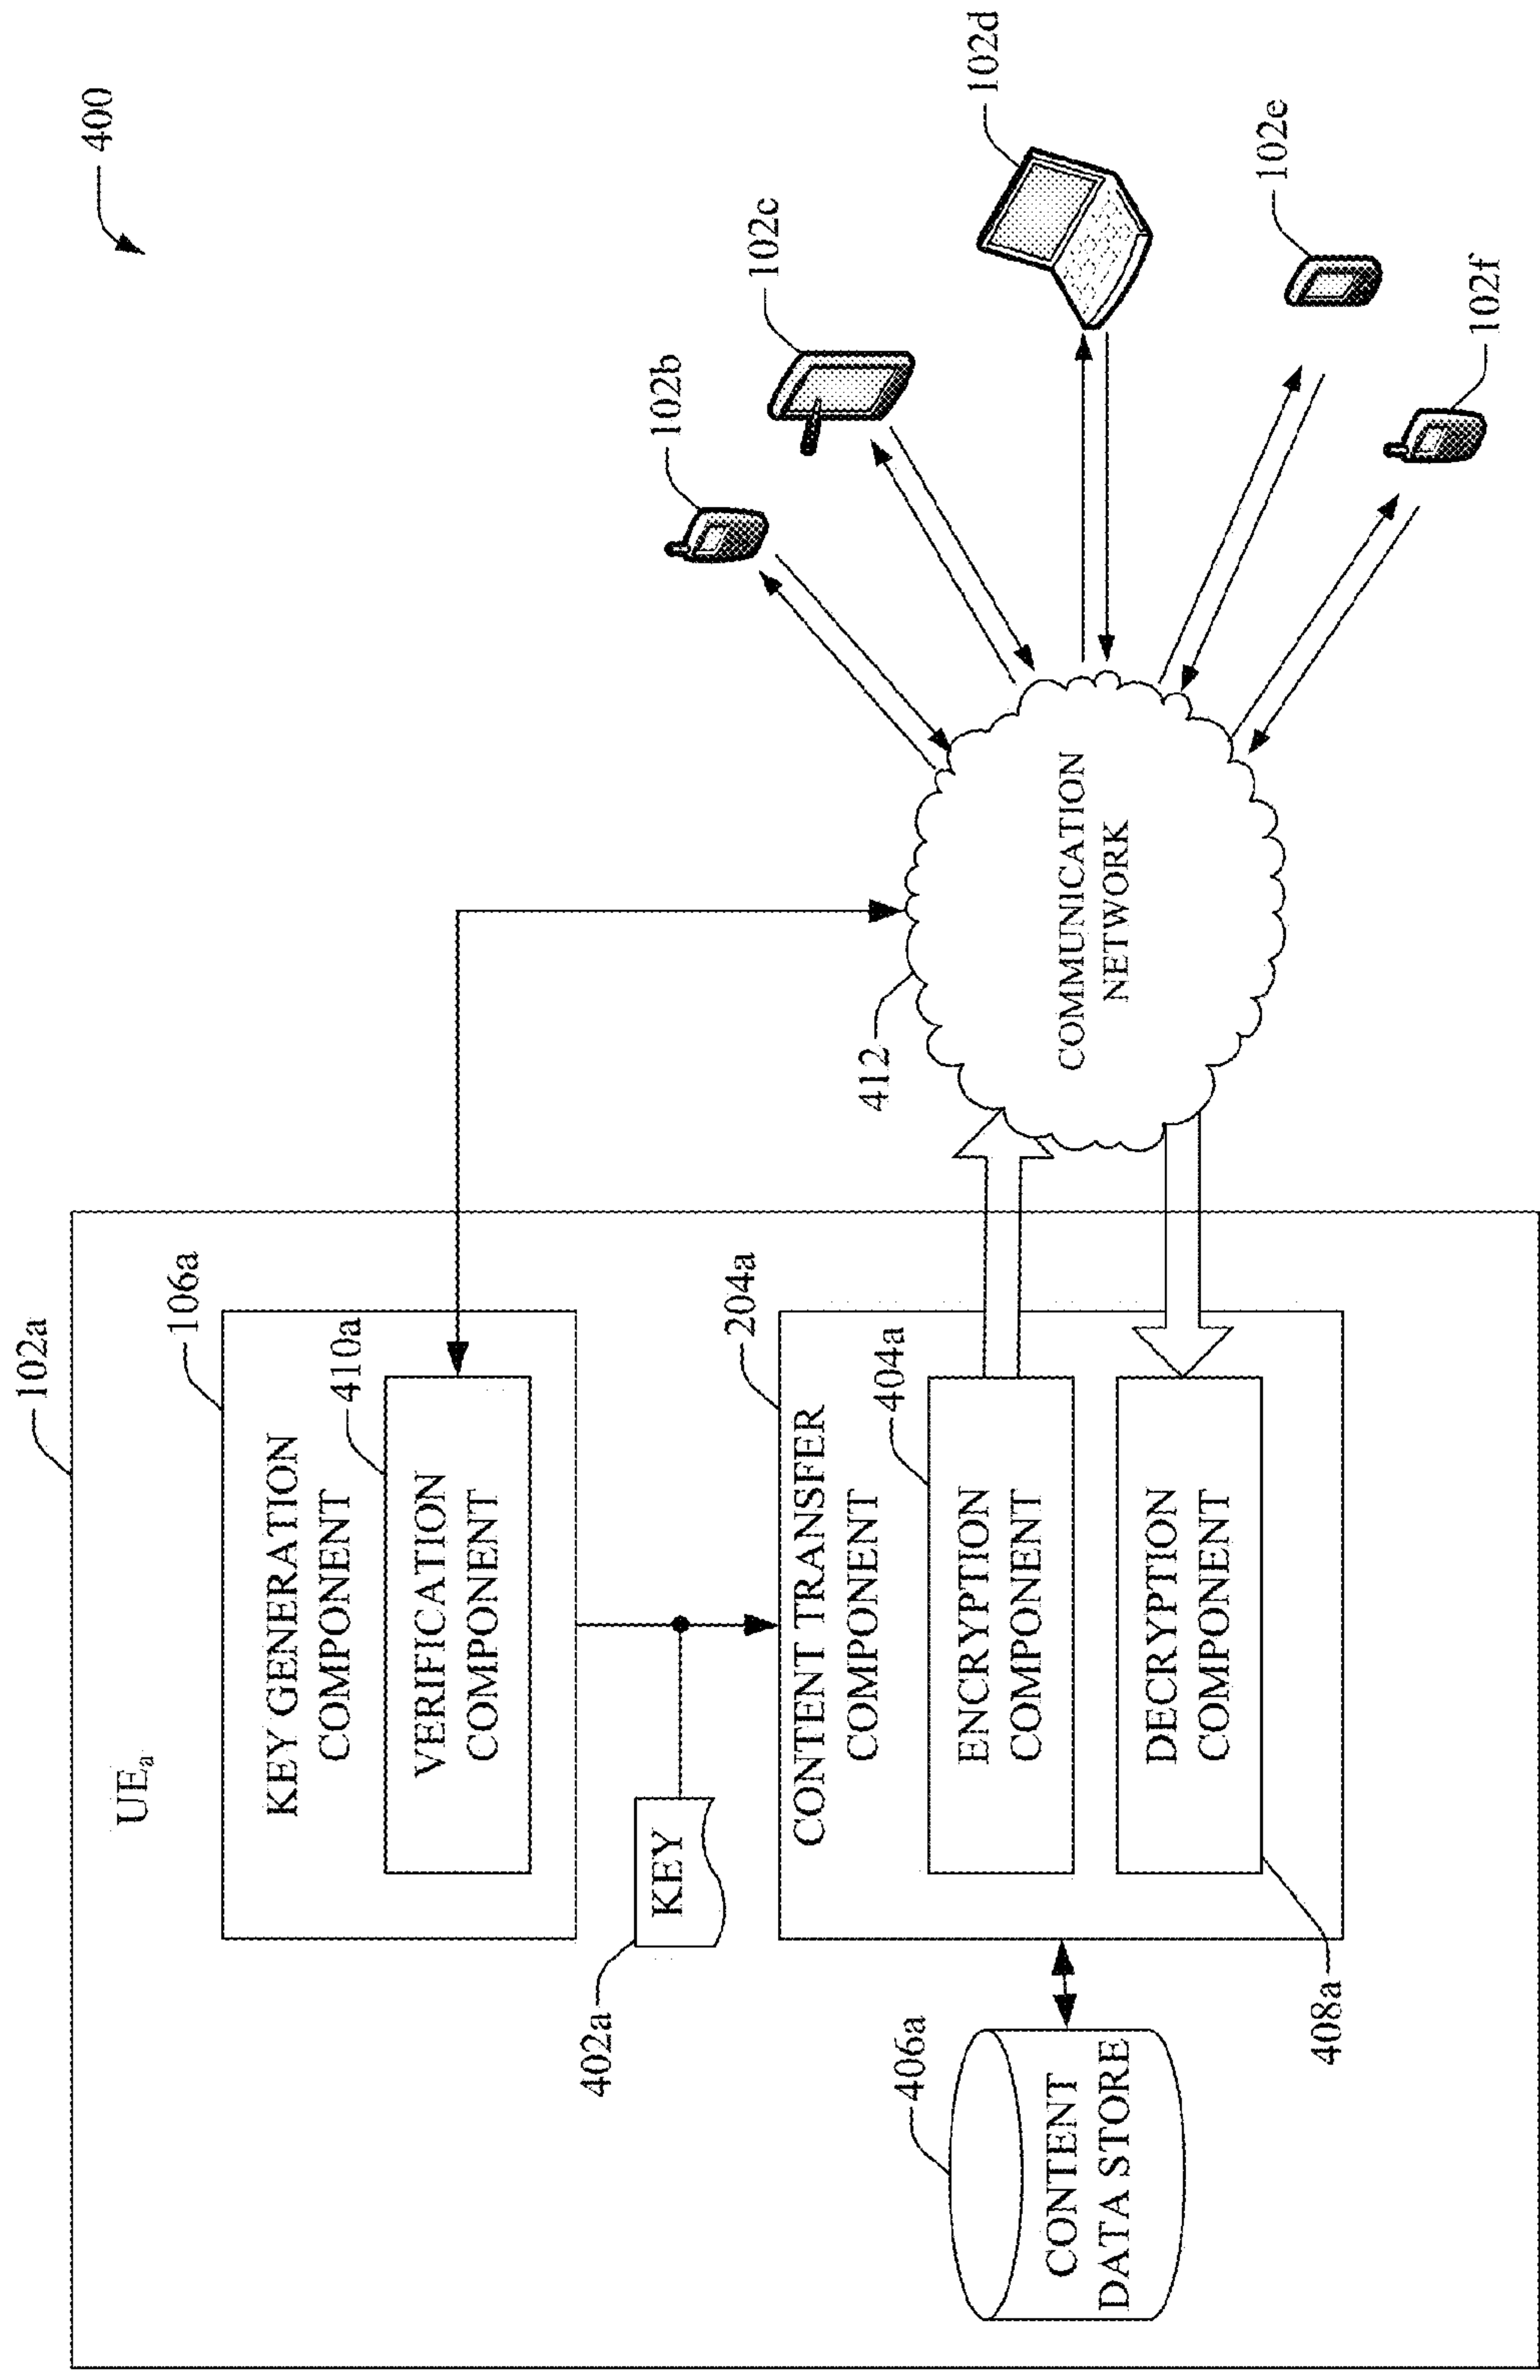 400
102a
UEa
106a
KEY GENERATION
COMPONENT
410a
VERIFICATION
COMPONENT
402a
KEY
204a
CONTENT TRANSFER
COMPONENT
404a
ENCRYPTION
COMPONENT
DECRYPTION
COMPONENT
408a
406a
CONTENT
DATA STORE
412
COMMUNICATION
NETWORK
102b
102c
102d
102e
102f